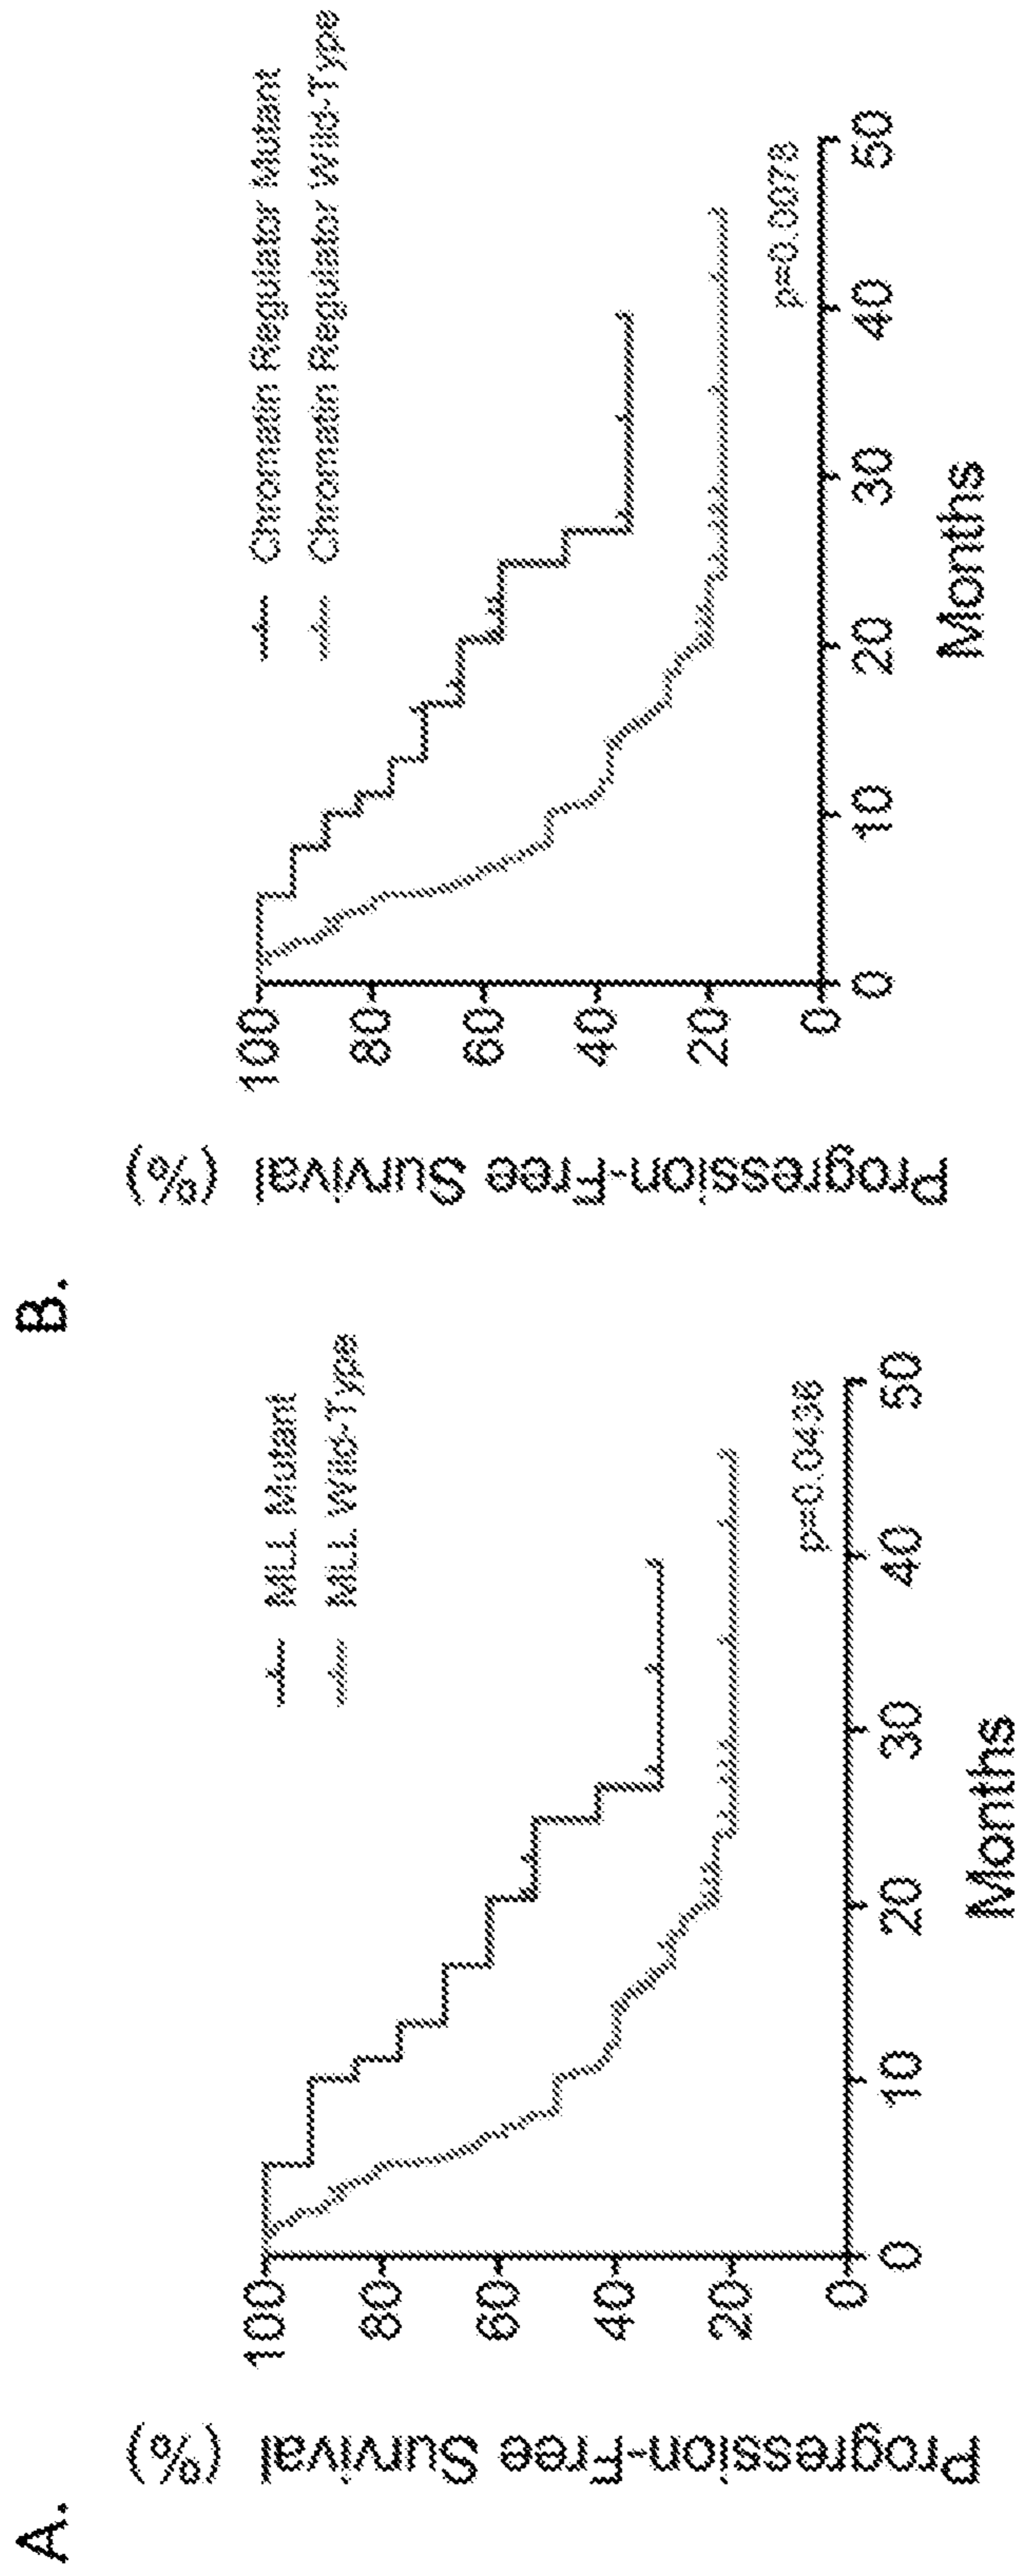 A.
Progression-Free Survival
(%)
100
80
60
40
20
0
0
10
20
30
40
50
Months
MLL Mutant
MLL Wild-Type
p=0.0436
B.
Progression-Free Survival
(%)
100
80
60
40
20
0
0
10
20
30
40
50
Months
Chromatin Regulator Mutant
Chromatin Regulator Wild-Type
p=0.0078